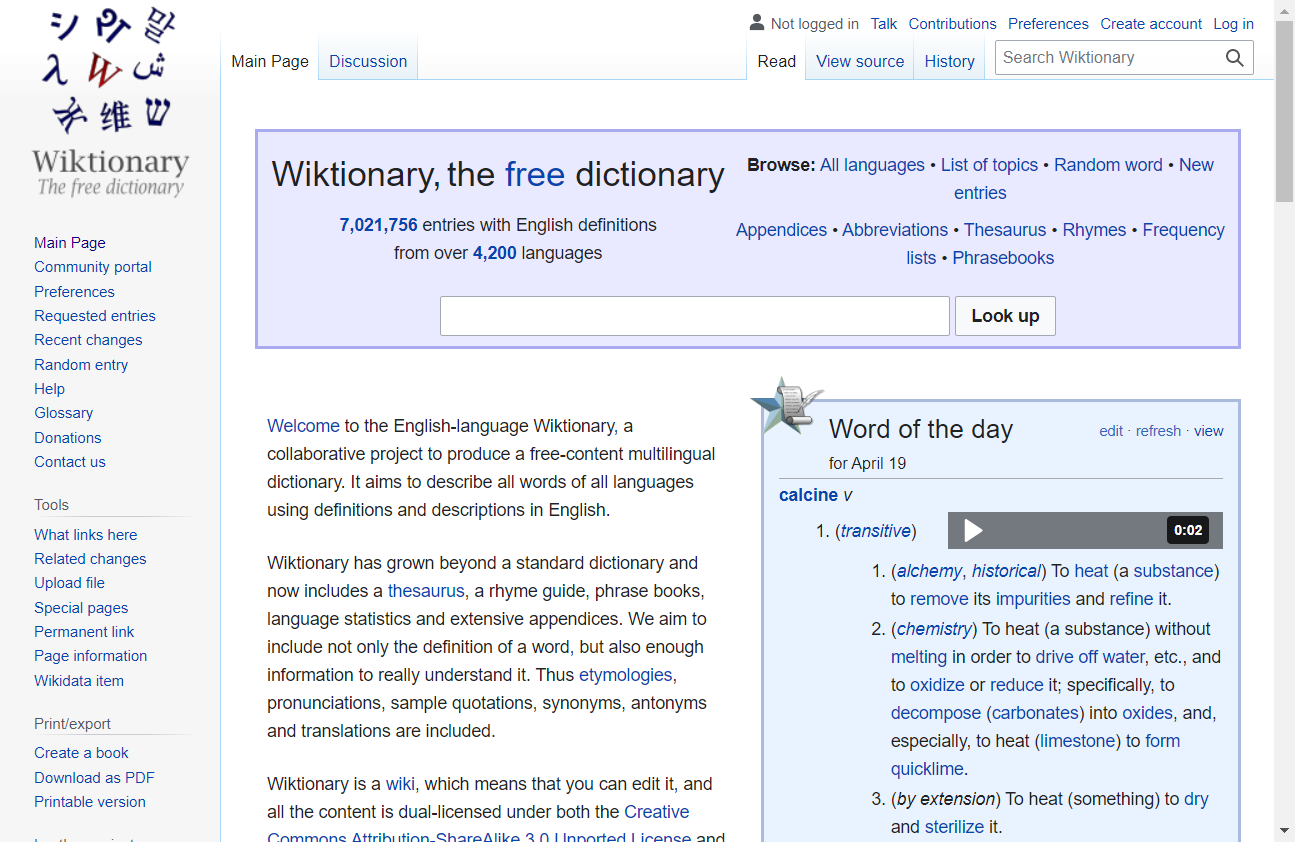 Not logged in Talk Contributions Preferences Create account Log in
Main Page Discussion Read View source History Search Wiktionary
シ 말
λ W ش
维 ש
Wiktionary
The free dictionary
Main Page
Community portal
Preferences
Requested entries
Recent changes
Random entry
Help
Glossary
Donations
Contact us
Tools
What links here
Related changes
Upload file
Special pages
Permanent link
Page information
Wikidata item
Print/export
Create a book
Download as PDF
Printable version
Wiktionary, the free dictionary
7,021,756 entries with English definitions
from over 4,200 languages
Browse: All languages • List of topics • Random word • New
entries
Appendices • Abbreviations • Thesaurus • Rhymes • Frequency
lists • Phrasebooks
Look up
Welcome to the English-language Wiktionary, a
collaborative project to produce a free-content multilingual
dictionary. It aims to describe all words of all languages
using definitions and descriptions in English.
Wiktionary has grown beyond a standard dictionary and
now includes a thesaurus, a rhyme guide, phrase books,
language statistics and extensive appendices. We aim to
include not only the definition of a word, but also enough
information to really understand it. Thus etymologies,
pronunciations, sample quotations, synonyms, antonyms
and translations are included.
Wiktionary is a wiki, which means that you can edit it, and
all the content is dual-licensed under both the Creative
Commons Attribution-ShareAlike 3.0 Unported License and
Word of the day
edit · refresh · view
for April 19
calcine v
1. (transitive)
0:02
1. (alchemy, historical) To heat (a substance)
to remove its impurities and refine it.
2. (chemistry) To heat (a substance) without
melting in order to drive off water, etc., and
to oxidize or reduce it; specifically, to
decompose (carbonates) into oxides, and,
especially, to heat (limestone) to form
quicklime.
3. (by extension) To heat (something) to dry
and sterilize it.